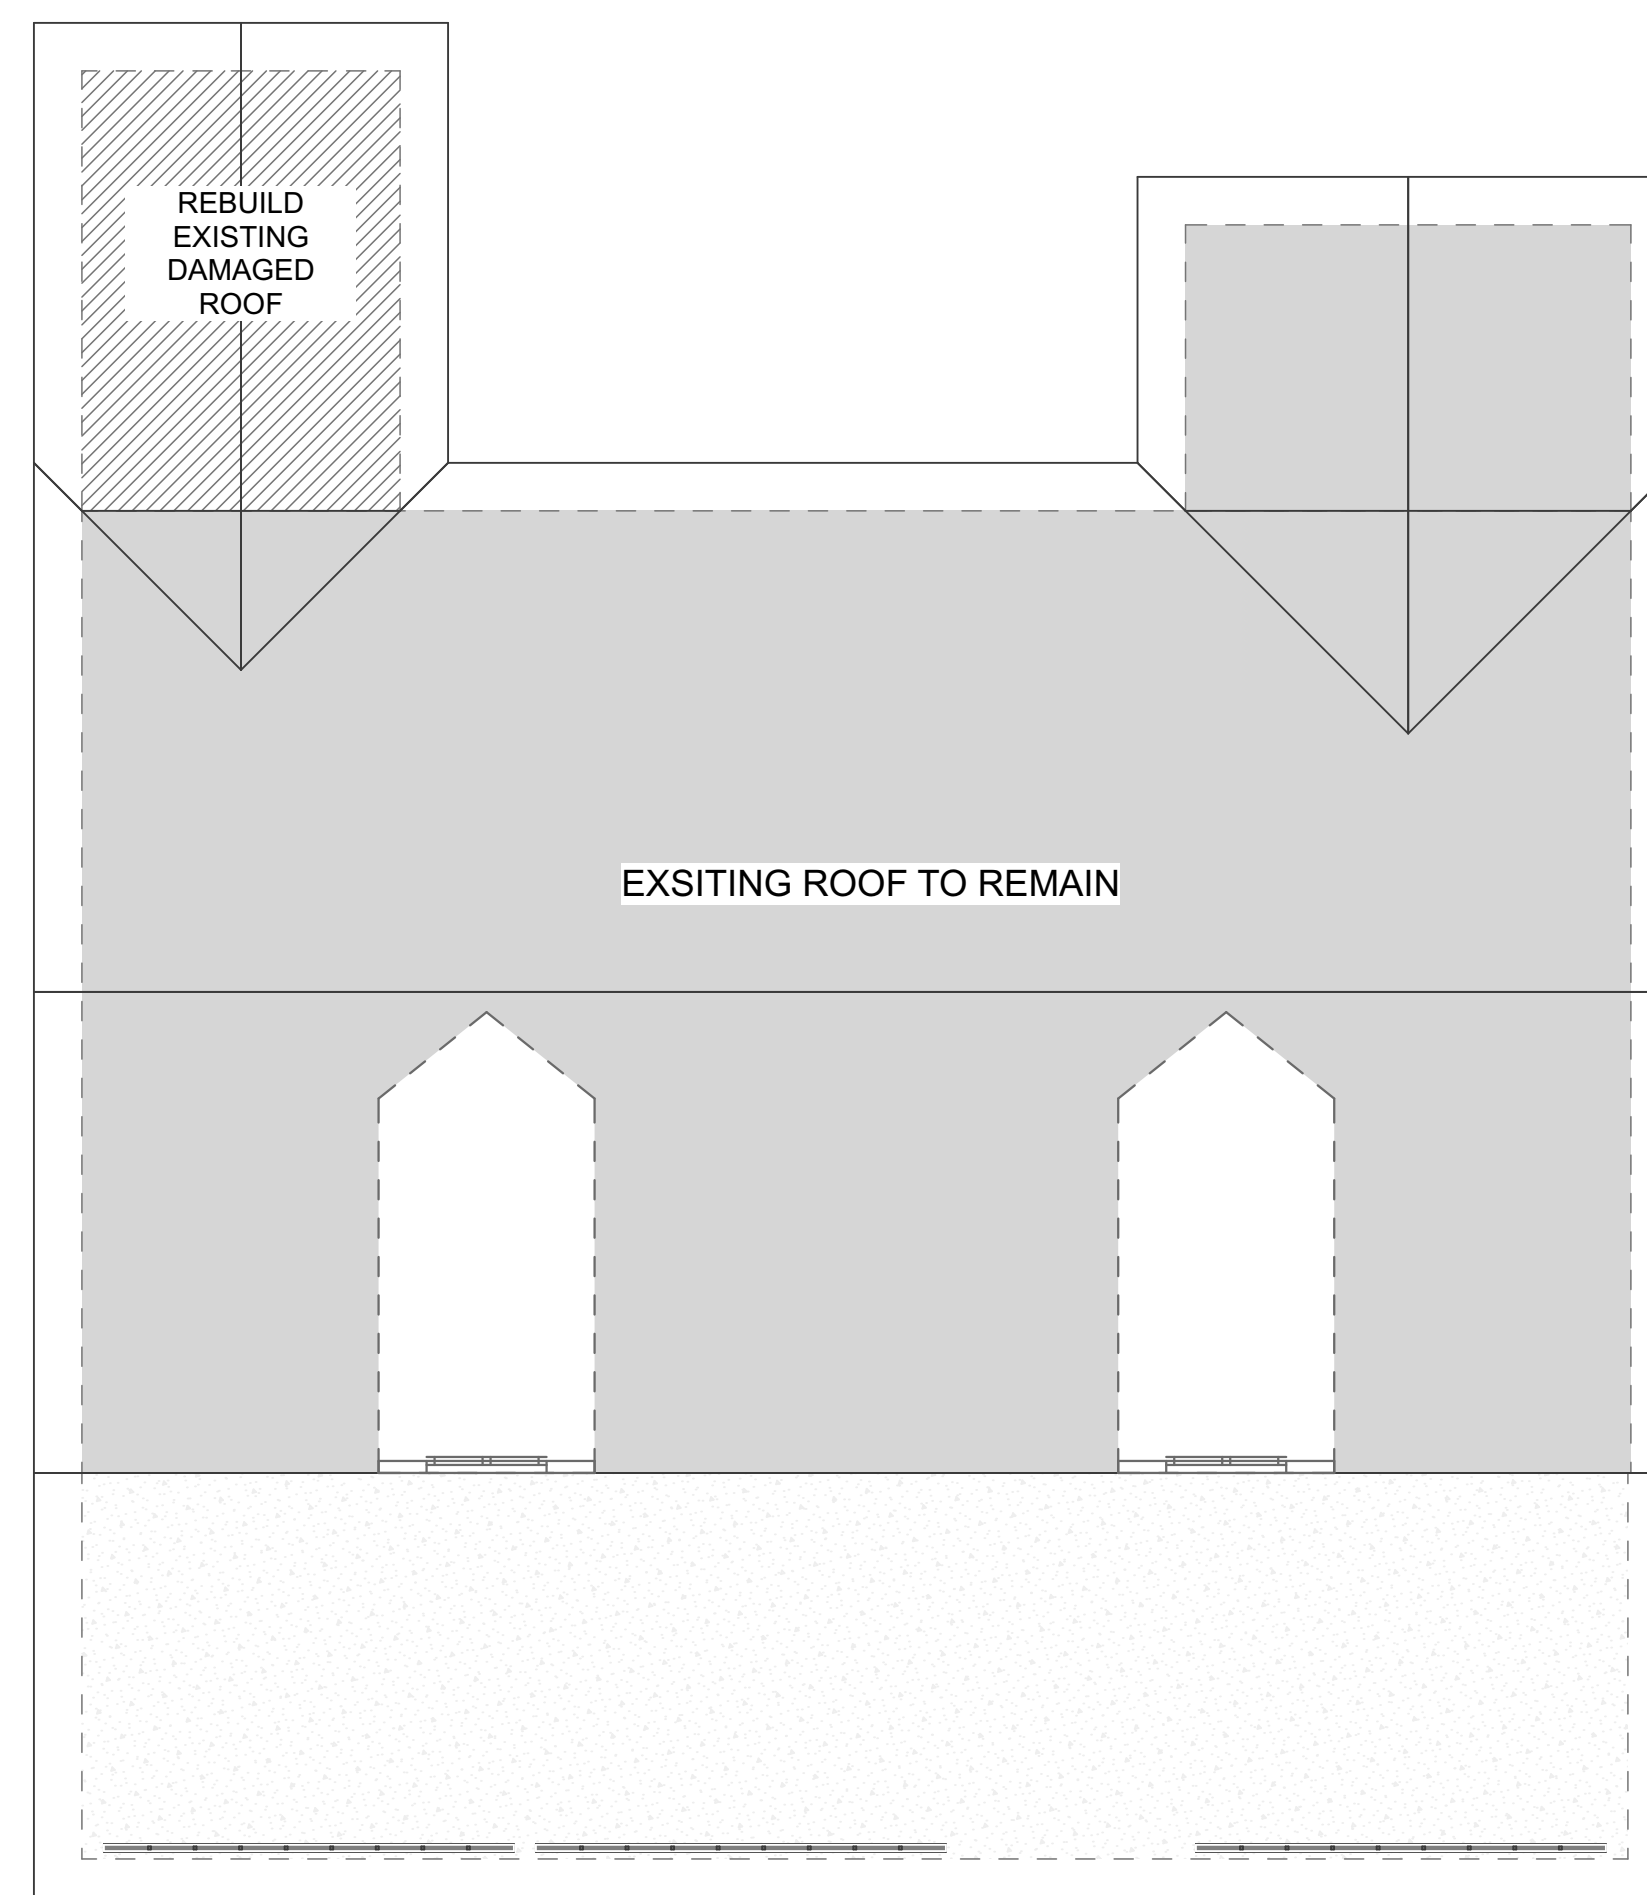 REBUILD
EXISTING
DAMAGED
ROOF
EXSITING ROOF TO REMAIN